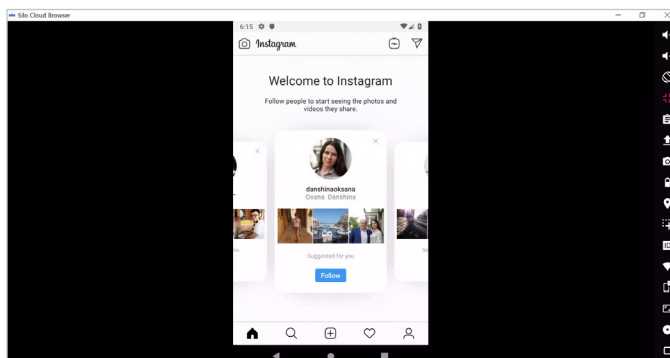 Silo Cloud Browser
6:15
Instagram
Welcome to Instagram
Follow people to start seeing the photos and
videos they share.
danshinaoksana
Oxana Danshina
Suggested for you
Follow
ID